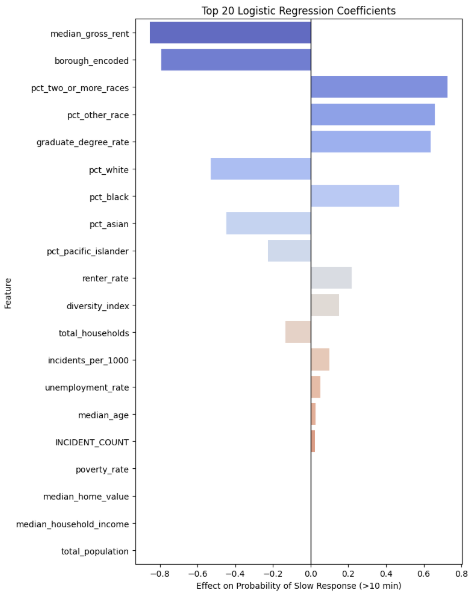 Top 20 Logistic Regression Coefficients
median_gross_rent
borough_encoded
pct_two_or_more_races
pct_other_race
graduate_degree_rate
pct_white
pct_black
pct_asian
pct_pacific_islander
renter_rate
diversity_index
total_households
incidents_per_1000
unemployment_rate
median_age
INCIDENT_COUNT
poverty_rate
median_home_value
median_household_income
total_population
Feature
−0.8 −0.6 −0.4 −0.2 0.0 0.2 0.4 0.6 0.8
Effect on Probability of Slow Response (>10 min)